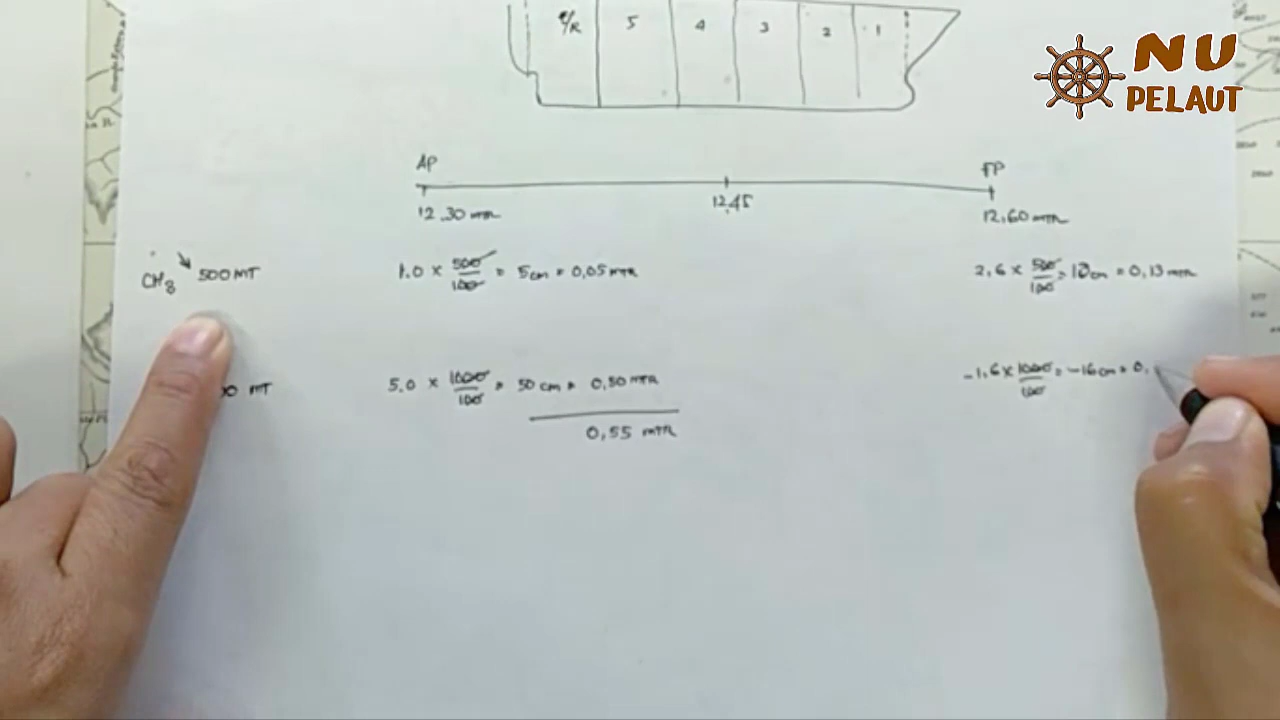 NU
PELAUT
E/R 5 4 3 2 1
AP FP
12.30 mtr 12.45 12.60 mtr
CH3 500 MT 1.0 × 500/100 = 5 cm = 0,05 mtr 2.6 × 500/100 = 13 cm = 0,13 mtr
00 MT 5.0 × 1000/100 = 50 cm = 0,50 mtr -1.6 × 1000/100 = -16 cm = 0.
0,55 mtr